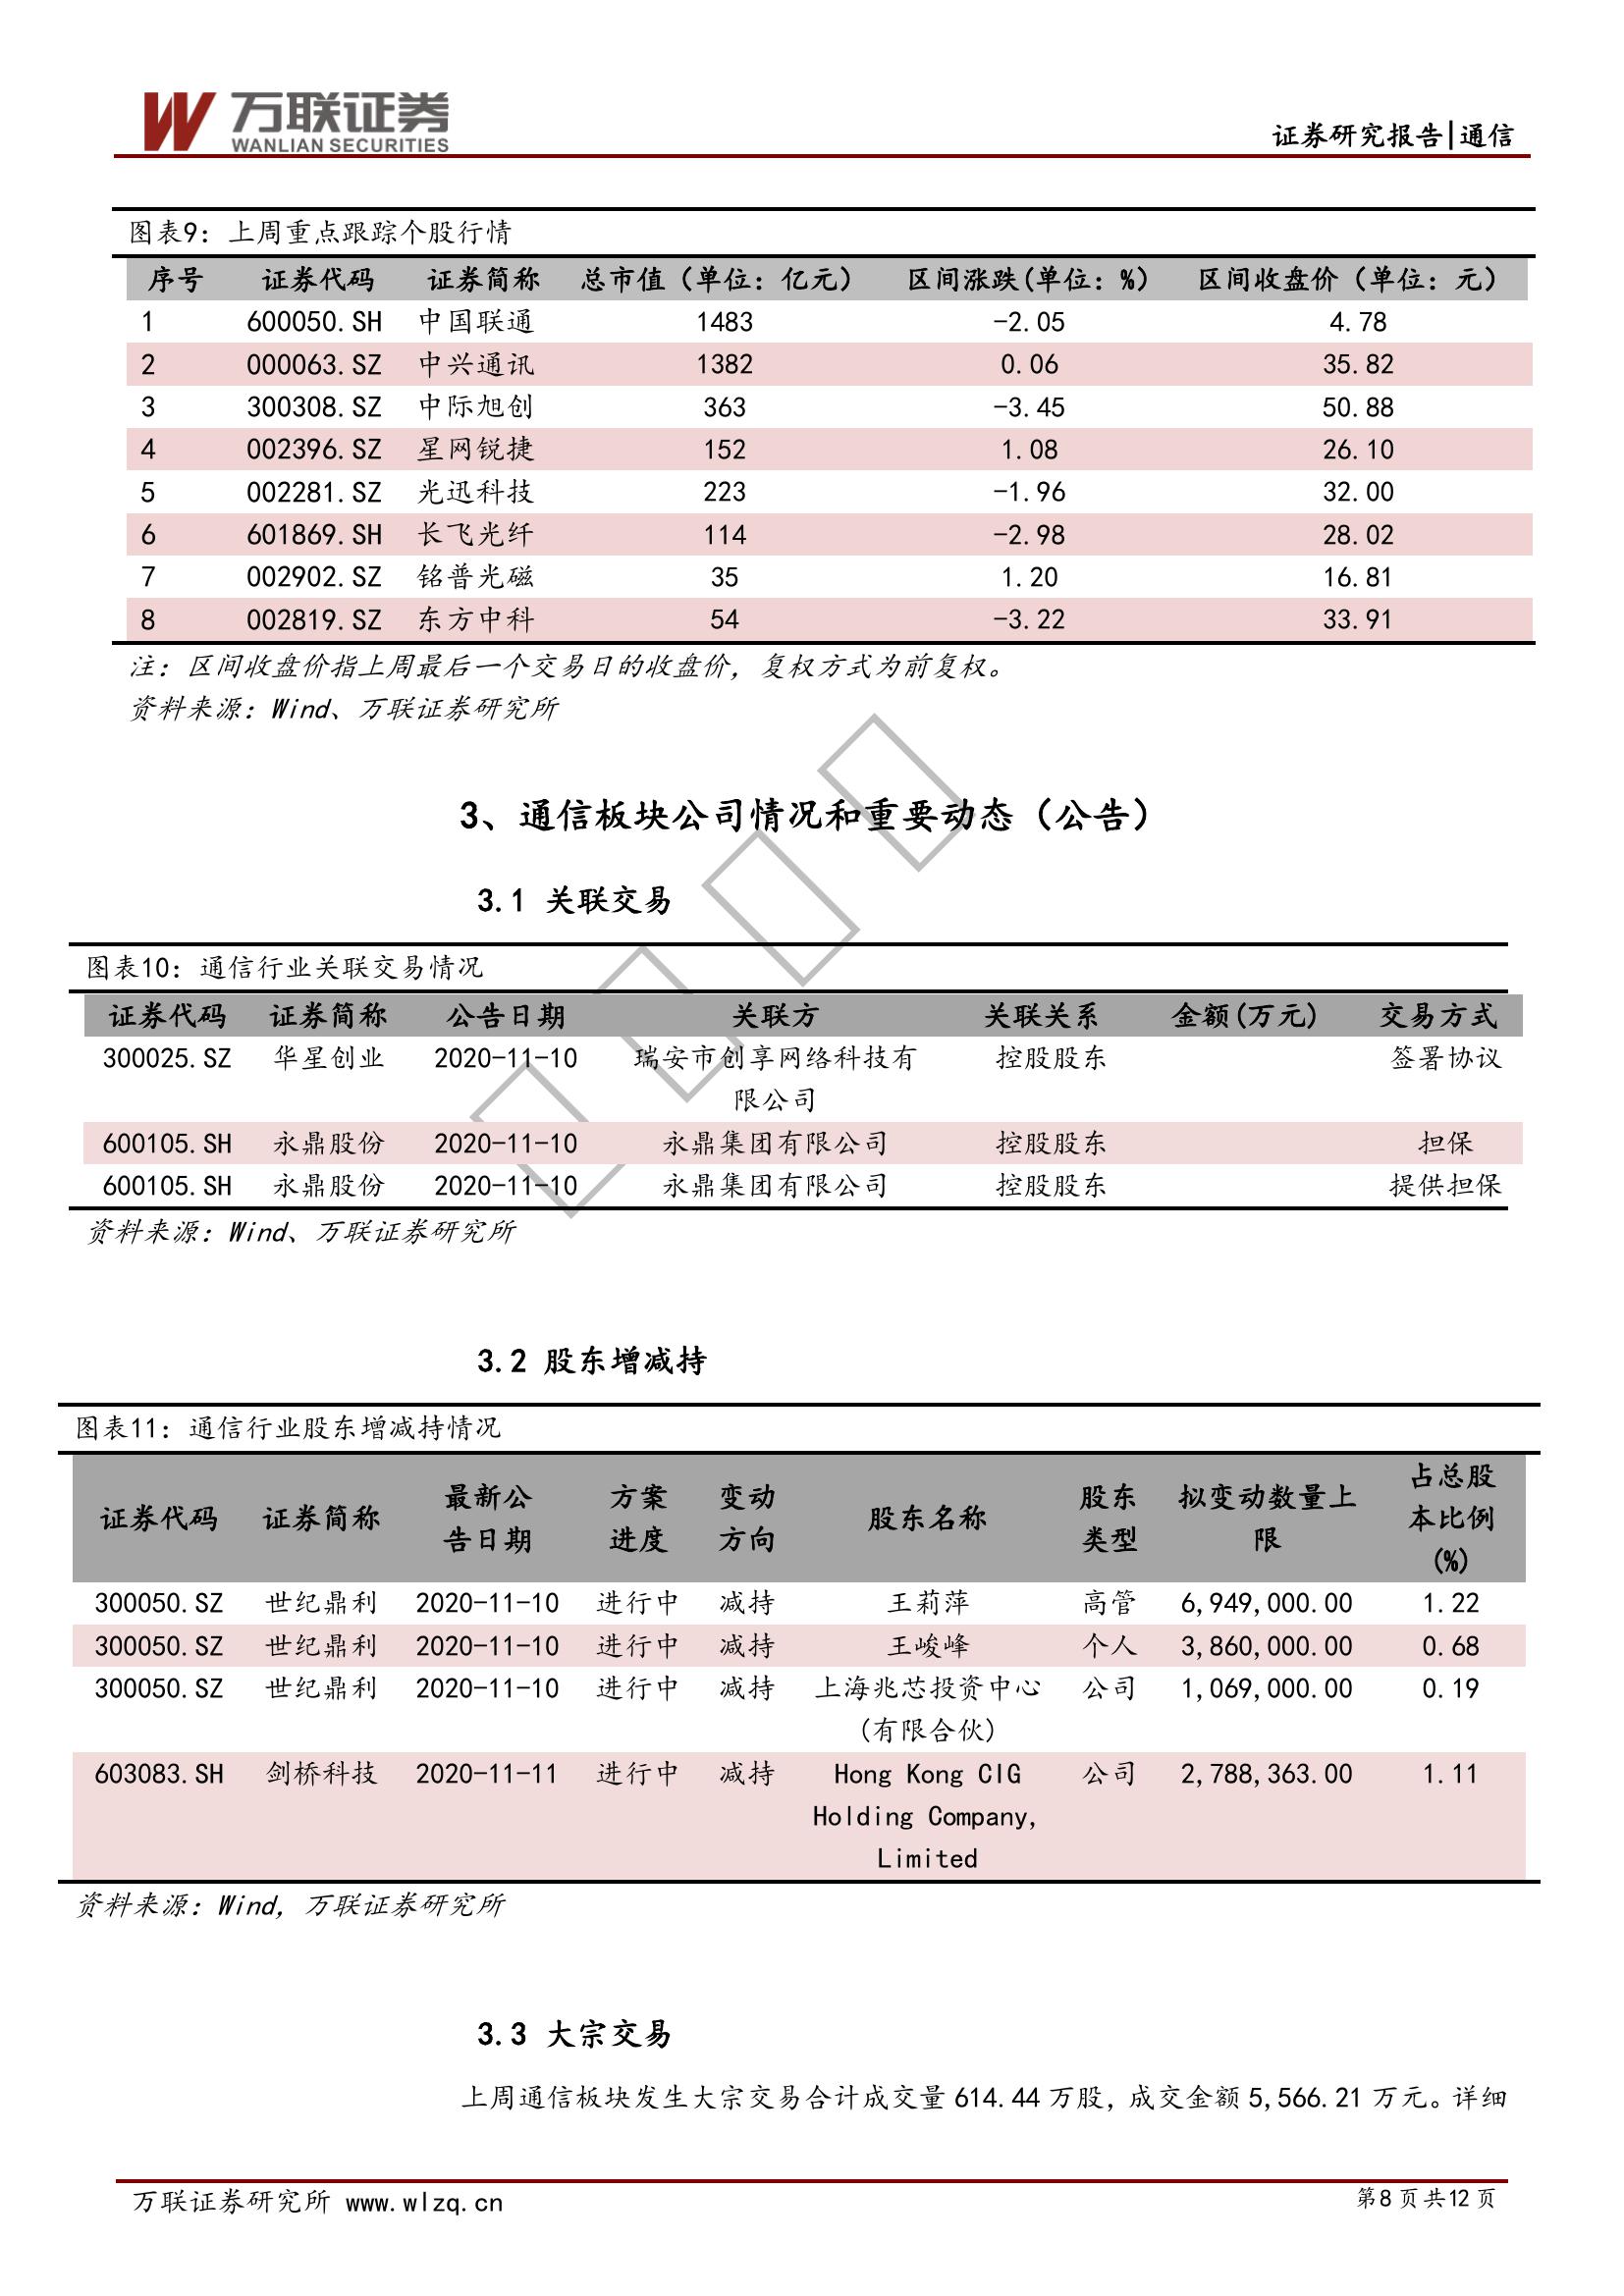 万联证券
WANLIAN SECURITIES
证券研究报告|通信
图表9：上周重点跟踪个股行情
序号 证券代码 证券简称 总市值（单位：亿元） 区间涨跌(单位：%) 区间收盘价（单位：元）
1 600050.SH 中国联通 1483 -2.05 4.78
2 000063.SZ 中兴通讯 1382 0.06 35.82
3 300308.SZ 中际旭创 363 -3.45 50.88
4 002396.SZ 星网锐捷 152 1.08 26.10
5 002281.SZ 光迅科技 223 -1.96 32.00
6 601869.SH 长飞光纤 114 -2.98 28.02
7 002902.SZ 铭普光磁 35 1.20 16.81
8 002819.SZ 东方中科 54 -3.22 33.91
注：区间收盘价指上周最后一个交易日的收盘价，复权方式为前复权。
资料来源：Wind、万联证券研究所
3、通信板块公司情况和重要动态（公告）
3.1 关联交易
图表10：通信行业关联交易情况
证券代码 证券简称 公告日期 关联方 关联关系 金额(万元) 交易方式
300025.SZ 华星创业 2020-11-10 瑞安市创享网络科技有 控股股东 签署协议
限公司
600105.SH 永鼎股份 2020-11-10 永鼎集团有限公司 控股股东 担保
600105.SH 永鼎股份 2020-11-10 永鼎集团有限公司 控股股东 提供担保
资料来源：Wind、万联证券研究所
3.2 股东增减持
图表11：通信行业股东增减持情况
证券代码 证券简称 最新公 方案 变动 股东名称 股东 拟变动数量上 占总股
告日期 进度 方向 类型 限 本比例
(%)
300050.SZ 世纪鼎利 2020-11-10 进行中 减持 王莉萍 高管 6,949,000.00 1.22
300050.SZ 世纪鼎利 2020-11-10 进行中 减持 王峻峰 个人 3,860,000.00 0.68
300050.SZ 世纪鼎利 2020-11-10 进行中 减持 上海兆芯投资中心 公司 1,069,000.00 0.19
(有限合伙)
603083.SH 剑桥科技 2020-11-11 进行中 减持 Hong Kong CIG 公司 2,788,363.00 1.11
Holding Company,
Limited
资料来源：Wind，万联证券研究所
3.3 大宗交易
上周通信板块发生大宗交易合计成交量 614.44 万股，成交金额 5,566.21 万元。详细
万联证券研究所 www.wlzq.cn 第8页共12页